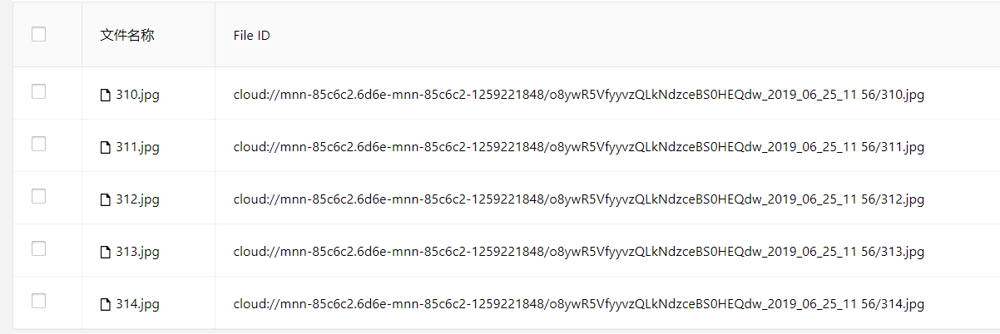 文件名称 File ID
310.jpg cloud://mnn-85c6c2.6d6e-mnn-85c6c2-1259221848/o8ywR5VfyyvzQLkNdzceBS0HEQdw_2019_06_25_11 56/310.jpg
311.jpg cloud://mnn-85c6c2.6d6e-mnn-85c6c2-1259221848/o8ywR5VfyyvzQLkNdzceBS0HEQdw_2019_06_25_11 56/311.jpg
312.jpg cloud://mnn-85c6c2.6d6e-mnn-85c6c2-1259221848/o8ywR5VfyyvzQLkNdzceBS0HEQdw_2019_06_25_11 56/312.jpg
313.jpg cloud://mnn-85c6c2.6d6e-mnn-85c6c2-1259221848/o8ywR5VfyyvzQLkNdzceBS0HEQdw_2019_06_25_11 56/313.jpg
314.jpg cloud://mnn-85c6c2.6d6e-mnn-85c6c2-1259221848/o8ywR5VfyyvzQLkNdzceBS0HEQdw_2019_06_25_11 56/314.jpg